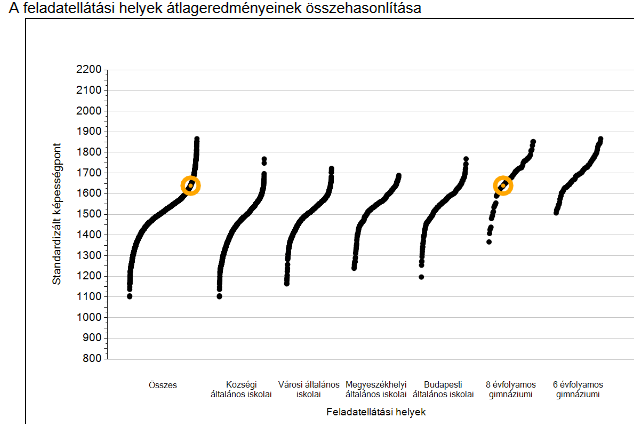 A feladatellátási helyek átlageredményeinek összehasonlítása
Standardizált képességpont
2200
2100
2000
1900
1800
1700
1600
1500
1400
1300
1200
1100
1000
900
800
Összes
Községi
általános iskolai
Városi általános
iskolai
Megyeszékhelyi
általános iskolai
Budapesti
általános iskolai
8 évfolyamos
gimnáziumi
6 évfolyamos
gimnáziumi
Feladatellátási helyek